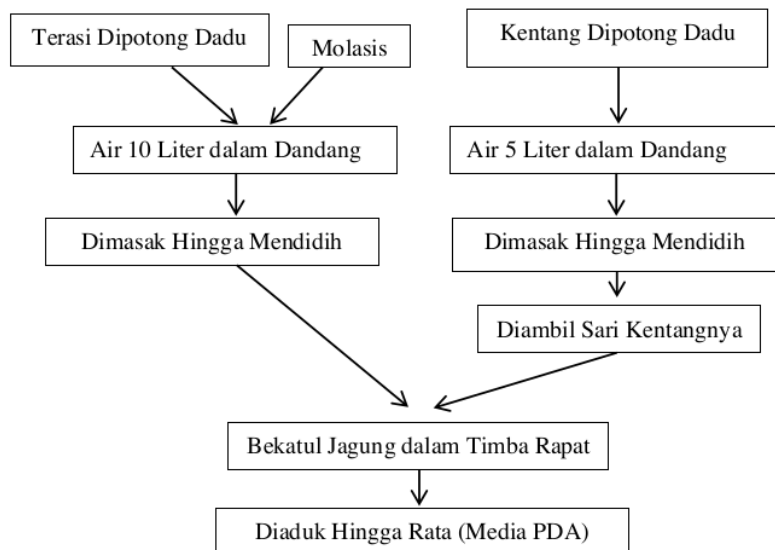 Terasi Dipotong Dadu
Molasis
Kentang Dipotong Dadu
Air 10 Liter dalam Dandang
Air 5 Liter dalam Dandang
Dimasak Hingga Mendidih
Dimasak Hingga Mendidih
Diambil Sari Kentangnya
Bekatul Jagung dalam Timba Rapat
Diaduk Hingga Rata (Media PDA)